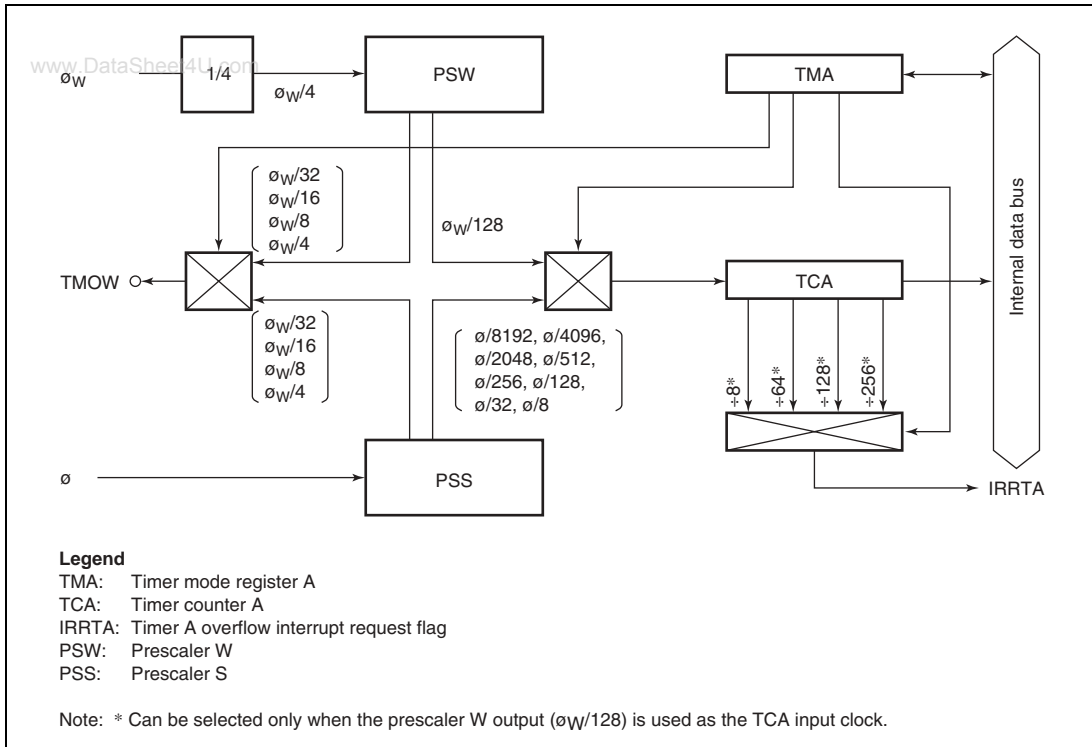 www.DataSheet4U.com
øW
1/4
øW/4
PSW
TMA
øW/32
øW/16
øW/8
øW/4
øW/128
TMOW
TCA
Internal data bus
øW/32
øW/16
øW/8
øW/4
ø/8192, ø/4096,
ø/2048, ø/512,
ø/256, ø/128,
ø/32, ø/8
÷8*
÷64*
÷128*
÷256*
ø
PSS
IRRTA
Legend
TMA: Timer mode register A
TCA: Timer counter A
IRRTA: Timer A overflow interrupt request flag
PSW: Prescaler W
PSS: Prescaler S
Note: * Can be selected only when the prescaler W output (øW/128) is used as the TCA input clock.